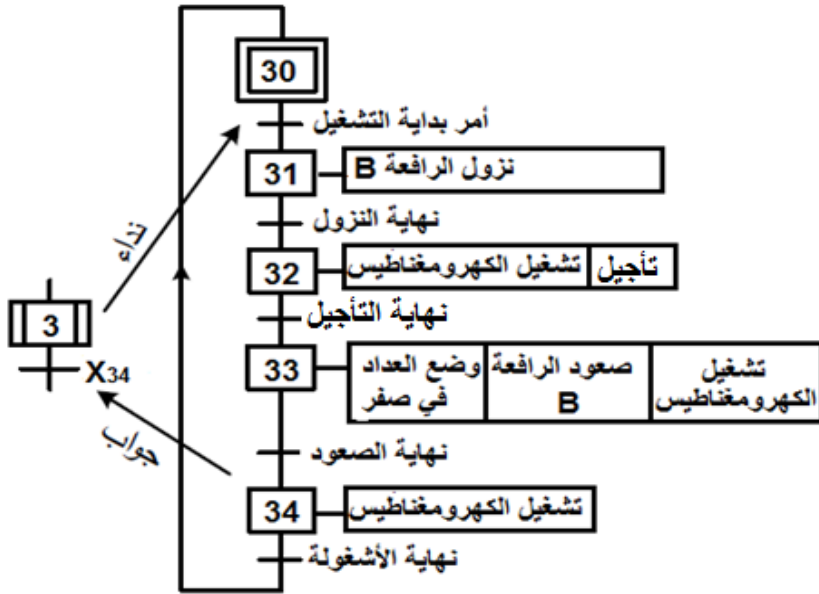 30
أمر بداية التشغيل
31
نزول الرافعة B
نداء
نهاية النزول
32
تشغيل الكهرومغناطيس
تأجيل
3
نهاية التأجيل
X34
33
وضع العداد
في صفر
صعود الرافعة
B
تشغيل
الكهرومغناطيس
جواب
نهاية الصعود
34
تشغيل الكهرومغناطيس
نهاية الأشغولة